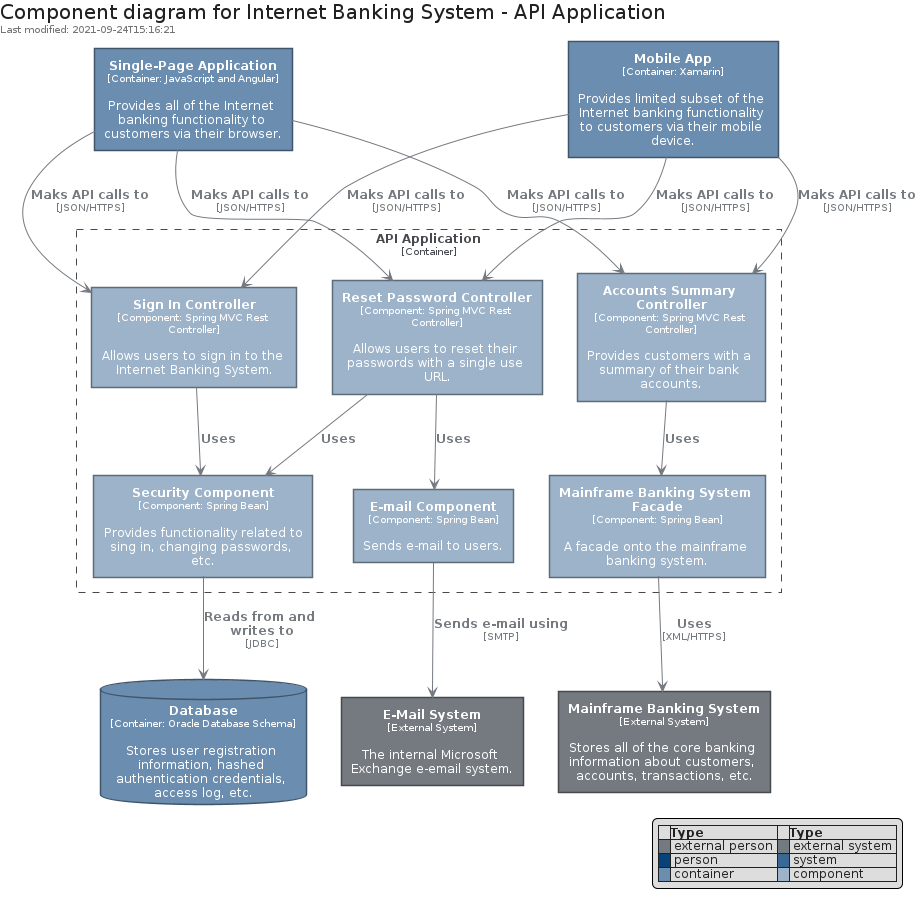 Component diagram for Internet Banking System - API Application
Last modified: 2021-09-24T15:16:21
Single-Page Application
[Container: JavaScript and Angular]
Provides all of the Internet
banking functionality to
customers via their browser.
Mobile App
[Container: Xamarin]
Provides limited subset of the
Internet banking functionality
to customers via their mobile
device.
Maks API calls to
[JSON/HTTPS]
Maks API calls to
[JSON/HTTPS]
Maks API calls to
[JSON/HTTPS]
Maks API calls to
[JSON/HTTPS]
Maks API calls to
[JSON/HTTPS]
Maks API calls to
[JSON/HTTPS]
API Application
[Container]
Sign In Controller
[Component: Spring MVC Rest
Controller]
Allows users to sign in to the
Internet Banking System.
Reset Password Controller
[Component: Spring MVC Rest
Controller]
Allows users to reset their
passwords with a single use
URL.
Accounts Summary
Controller
[Component: Spring MVC Rest
Controller]
Provides customers with a
summary of their bank
accounts.
Uses
Uses
Uses
Uses
Security Component
[Component: Spring Bean]
Provides functionality related to
sing in, changing passwords,
etc.
E-mail Component
[Component: Spring Bean]
Sends e-mail to users.
Mainframe Banking System
Facade
[Component: Spring Bean]
A facade onto the mainframe
banking system.
Reads from and
writes to
[JDBC]
Sends e-mail using
[SMTP]
Uses
[XML/HTTPS]
Database
[Container: Oracle Database Schema]
Stores user registration
information, hashed
authentication credentials,
access log, etc.
E-Mail System
[External System]
The internal Microsoft
Exchange e-email system.
Mainframe Banking System
[External System]
Stores all of the core banking
information about customers,
accounts, transactions, etc.
Type Type
external person external system
person system
container component